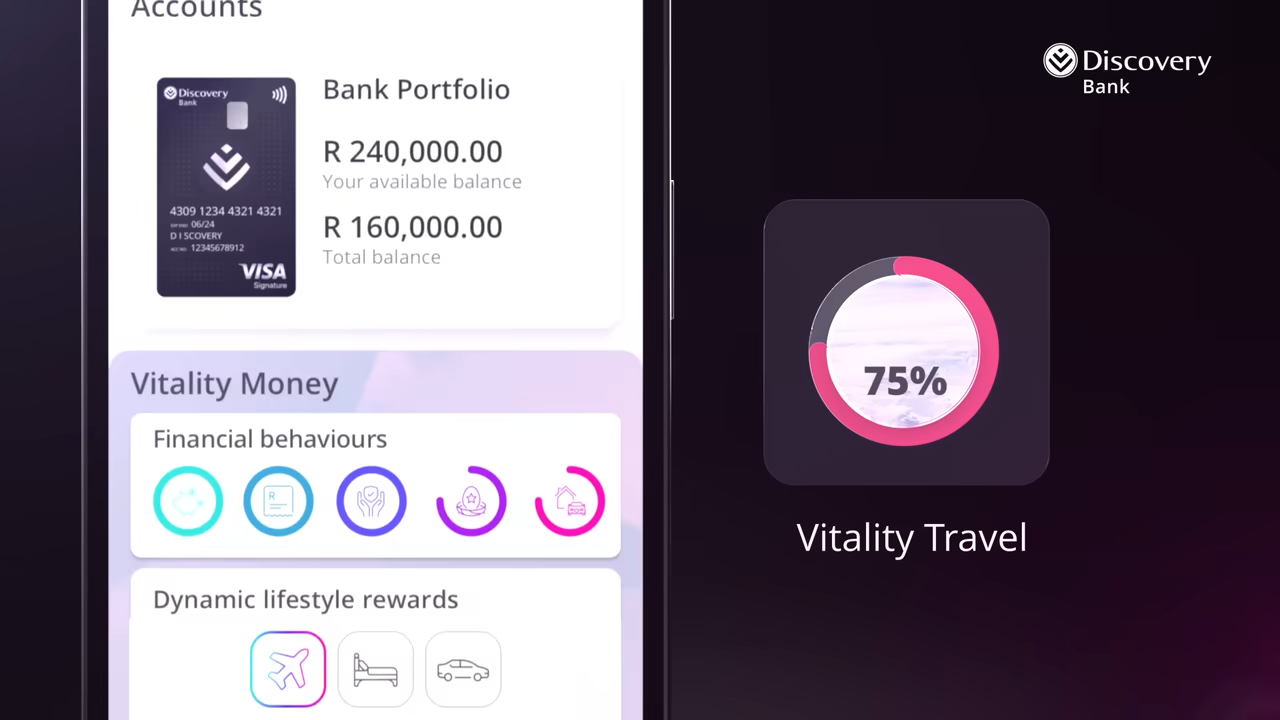 Accounts
Discovery
Bank
4309 1234 4321 4321
06/24
D I SCOVERY
12345678912
VISA
Signature
Bank Portfolio
R 240,000.00
Your available balance
R 160,000.00
Total balance
Vitality Money
Financial behaviours
R
Dynamic lifestyle rewards
Discovery
Bank
75%
Vitality Travel